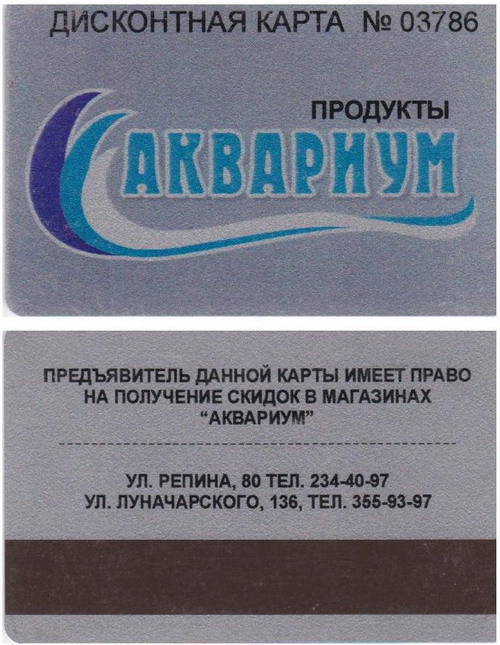 ДИСКОНТНАЯ КАРТА № 03786
ПРОДУКТЫ
АКВАРИУМ
ПРЕДЪЯВИТЕЛЬ ДАННОЙ КАРТЫ ИМЕЕТ ПРАВО
НА ПОЛУЧЕНИЕ СКИДОК В МАГАЗИНАХ
“АКВАРИУМ”
УЛ. РЕПИНА, 80 ТЕЛ. 234-40-97
УЛ. ЛУНАЧАРСКОГО, 136, ТЕЛ. 355-93-97